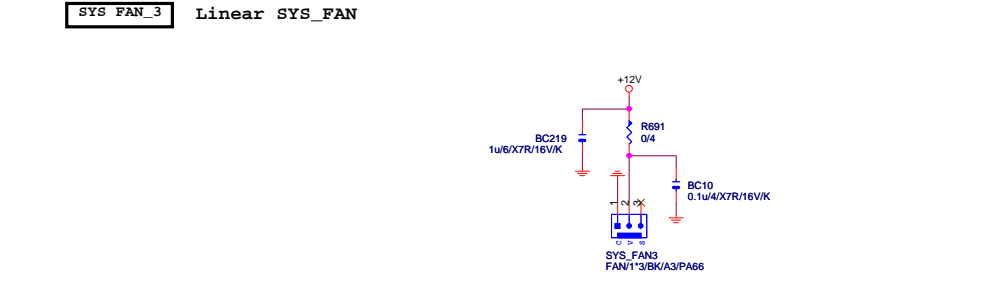 SYS FAN_3 Linear SYS_FAN
+12V
R691
0/4
BC219
1u/6/X7R/16V/K
BC10
0.1u/4/X7R/16V/K
1 2 3
C V S
SYS_FAN3
FAN/1*3/BK/A3/PA66